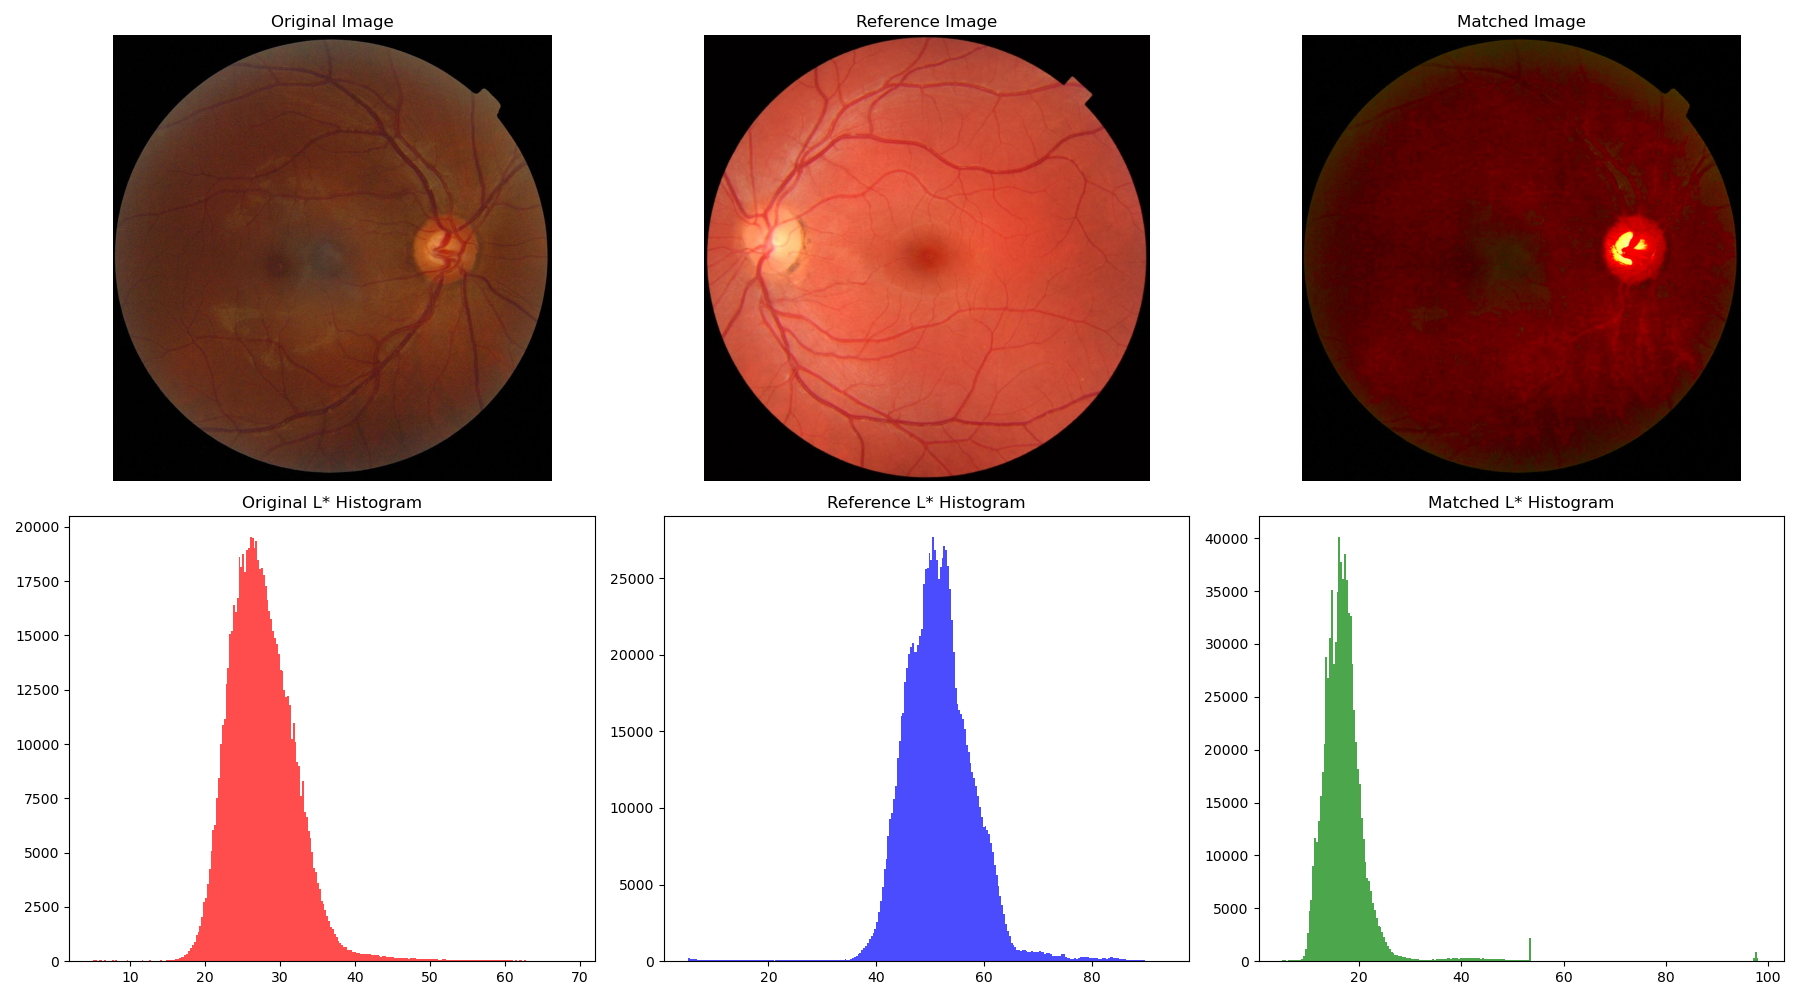 Original Image
Reference Image
Matched Image
Original L* Histogram
Reference L* Histogram
Matched L* Histogram
20000
17500
15000
12500
10000
7500
5000
2500
0
10 20 30 40 50 60 70
25000
20000
15000
10000
5000
0
20 40 60 80
40000
35000
30000
25000
20000
15000
10000
5000
0
20 40 60 80 100